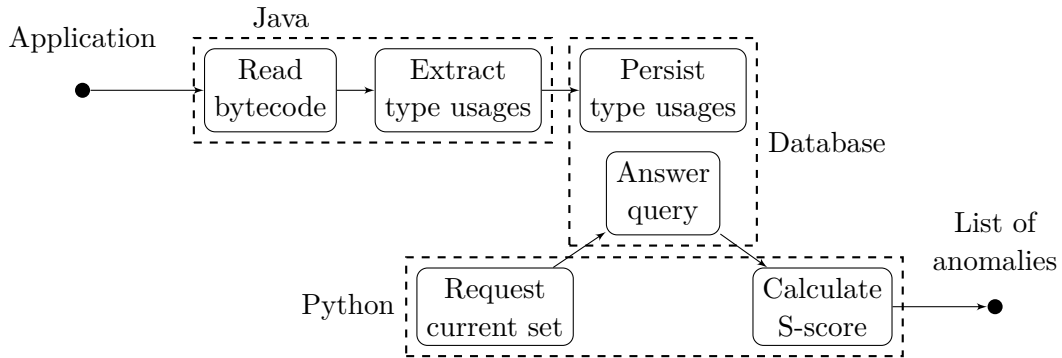 Java
Application
Read
bytecode
Extract
type usages
Persist
type usages
Database
Answer
query
List of
anomalies
Python
Request
current set
Calculate
S-score